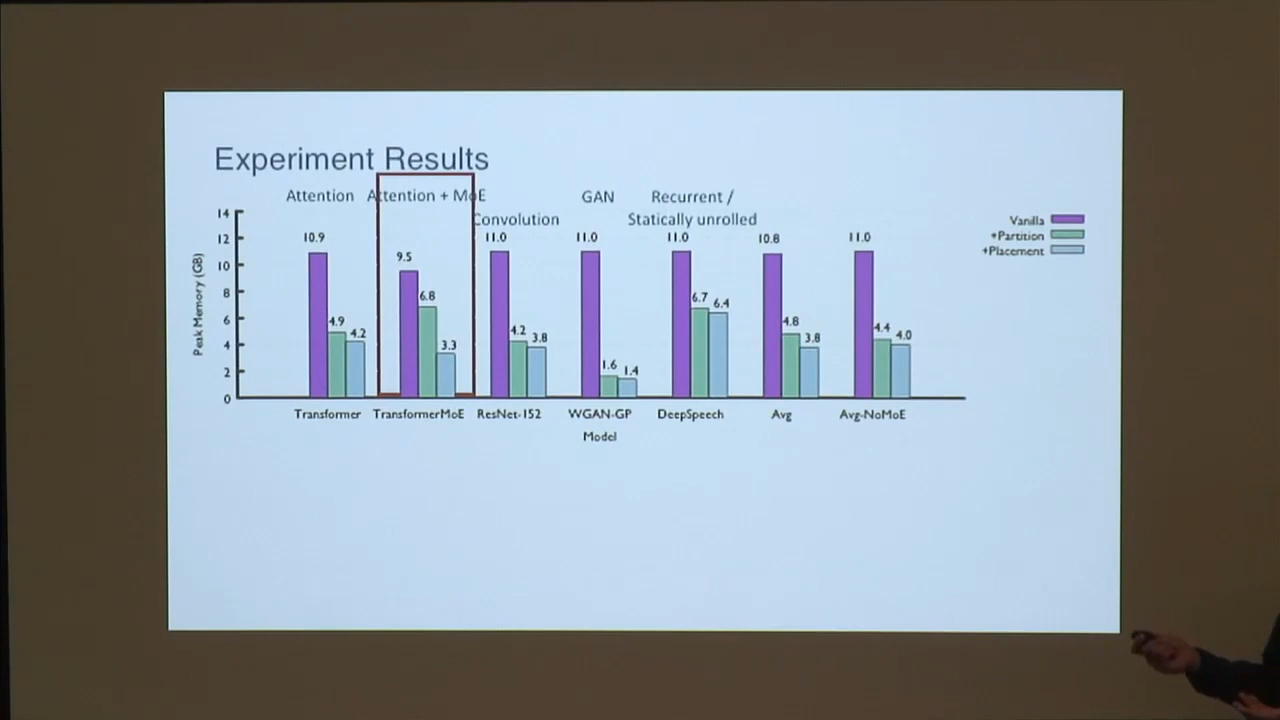 Experiment Results
Attention Attention + MoE GAN Recurrent /
Convolution Statically unrolled
Vanilla
+Partition
+Placement
Peak Memory (GB)
14
12
10
8
6
4
2
0
10.9 4.9 4.2
9.5 6.8 3.3
11.0 4.2 3.8
11.0 1.6 1.4
11.0 6.7 6.4
10.8 4.8 3.8
11.0 4.4 4.0
Transformer TransformerMoE ResNet-152 WGAN-GP DeepSpeech Avg Avg-NoMoE
Model